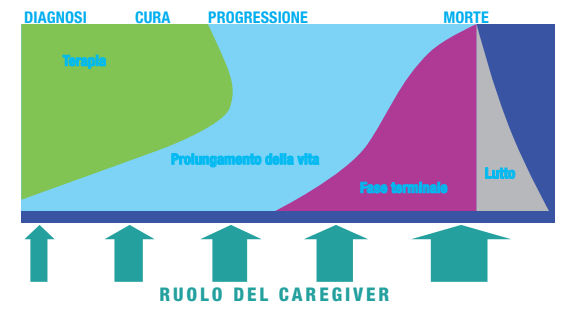 DIAGNOSI CURA PROGRESSIONE MORTE
Terapia
Prolungamento della vita
Lutto
Fase terminale
RUOLO DEL CAREGIVER